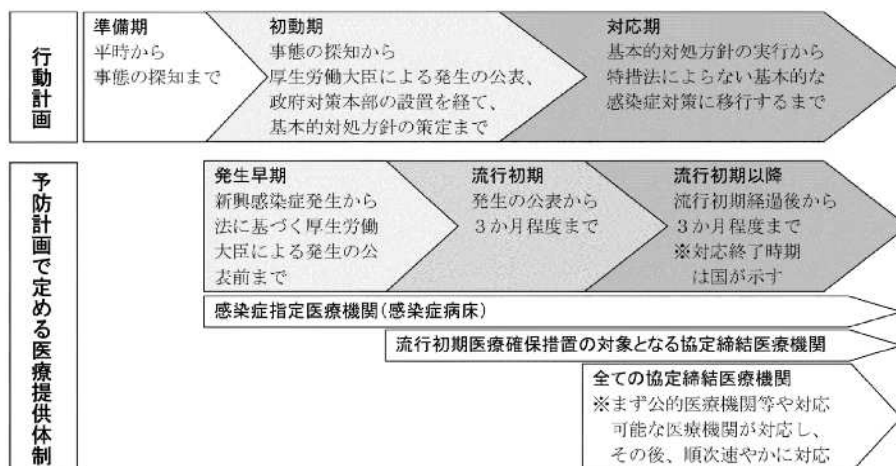 行動計画
準備期
平時から
事態の探知まで
初動期
事態の探知から
厚生労働大臣による発生の公表、
政府対策本部の設置を経て、
基本的対処方針の策定まで
対応期
基本的対処方針の実行から
特措法によらない基本的な
感染症対策に移行するまで
予防計画で定める医療提供体制
発生早期
新興感染症発生から
法に基づく厚生労働
大臣による発生の公
表前まで
流行初期
発生の公表から
3か月程度まで
流行初期以降
流行初期経過後から
3か月程度まで
※対応終了時期
は国が示す
感染症指定医療機関(感染症病床)
流行初期医療確保措置の対象となる協定締結医療機関
全ての協定締結医療機関
※まず公的医療機関等や対応
可能な医療機関が対応し、
その後、順次速やかに対応